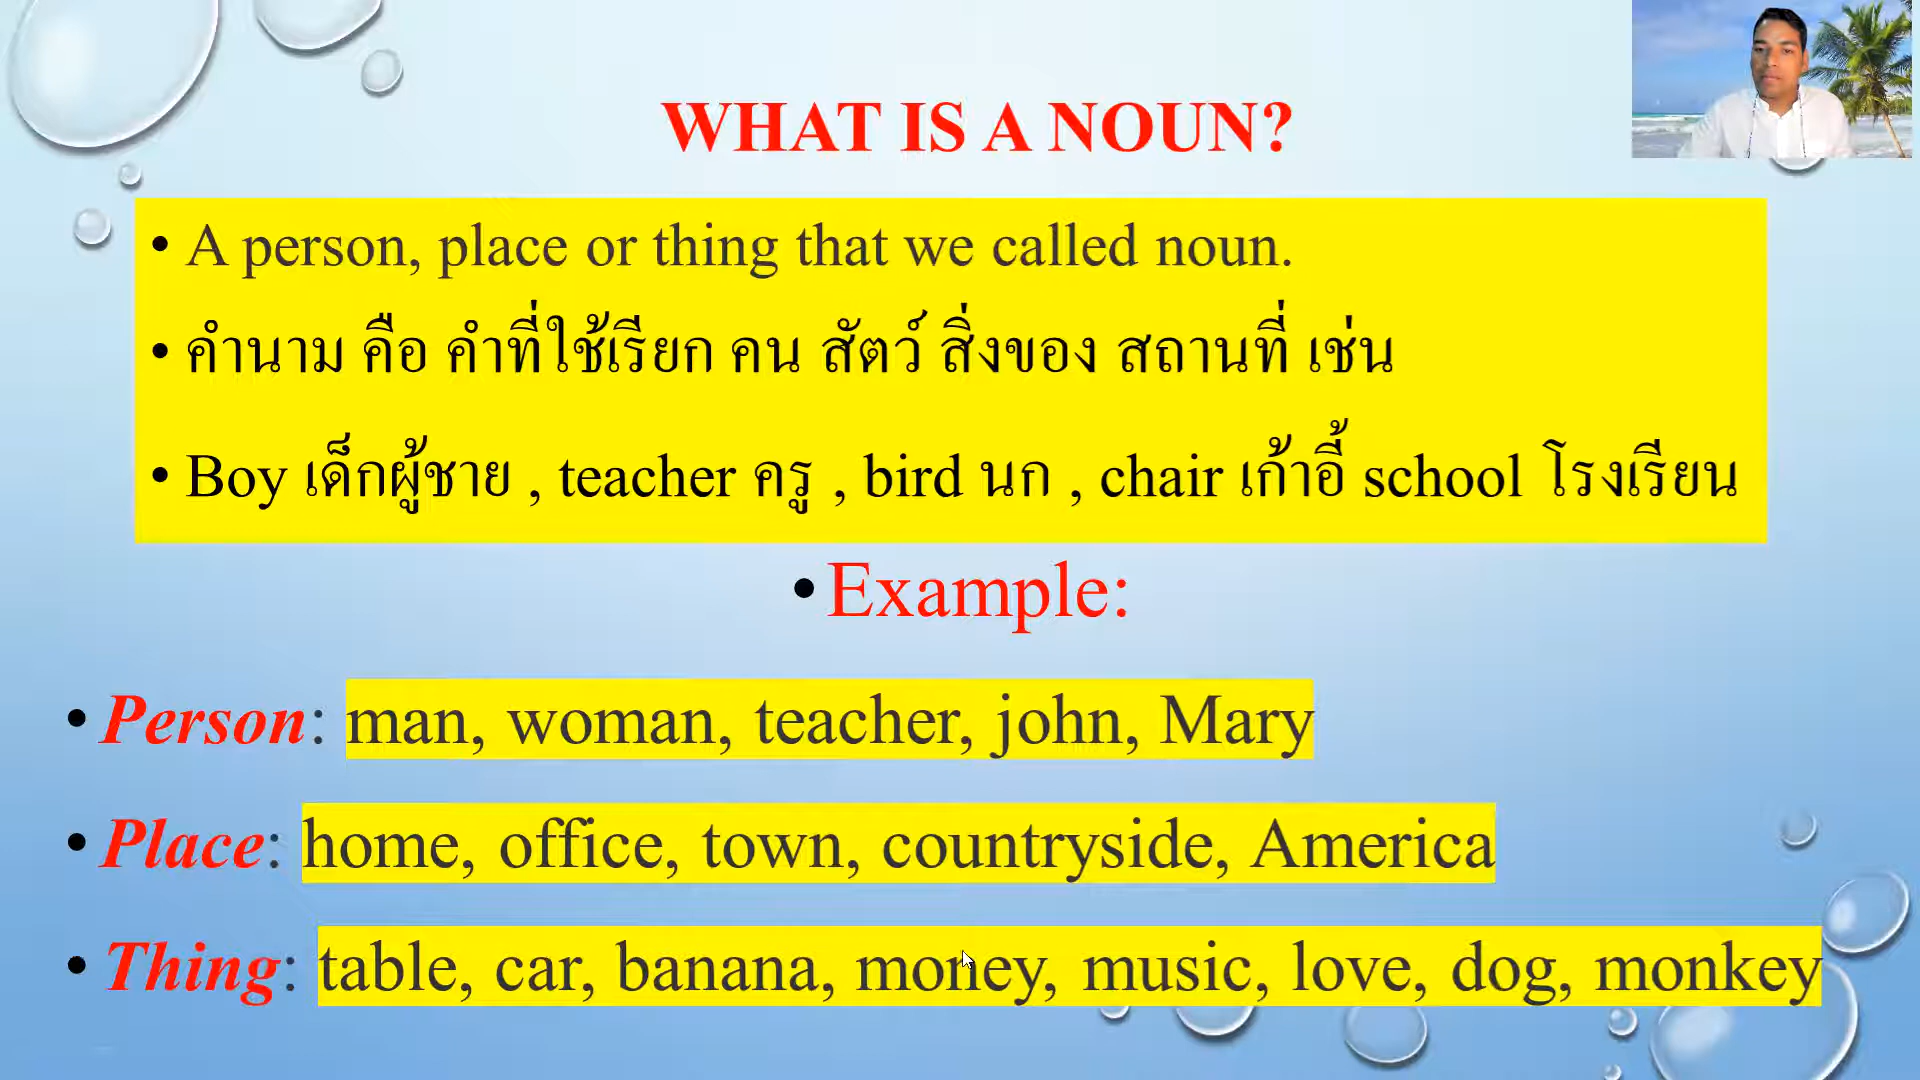 WHAT IS A NOUN?
• A person, place or thing that we called noun.
• คำนาม คือ คำที่ใช้เรียก คน สัตว์ สิ่งของ สถานที่ เช่น
• Boy เด็กผู้ชาย , teacher ครู , bird นก , chair เก้าอี้ school โรงเรียน
• Example:
• Person: man, woman, teacher, john, Mary
• Place: home, office, town, countryside, America
• Thing: table, car, banana, money, music, love, dog, monkey